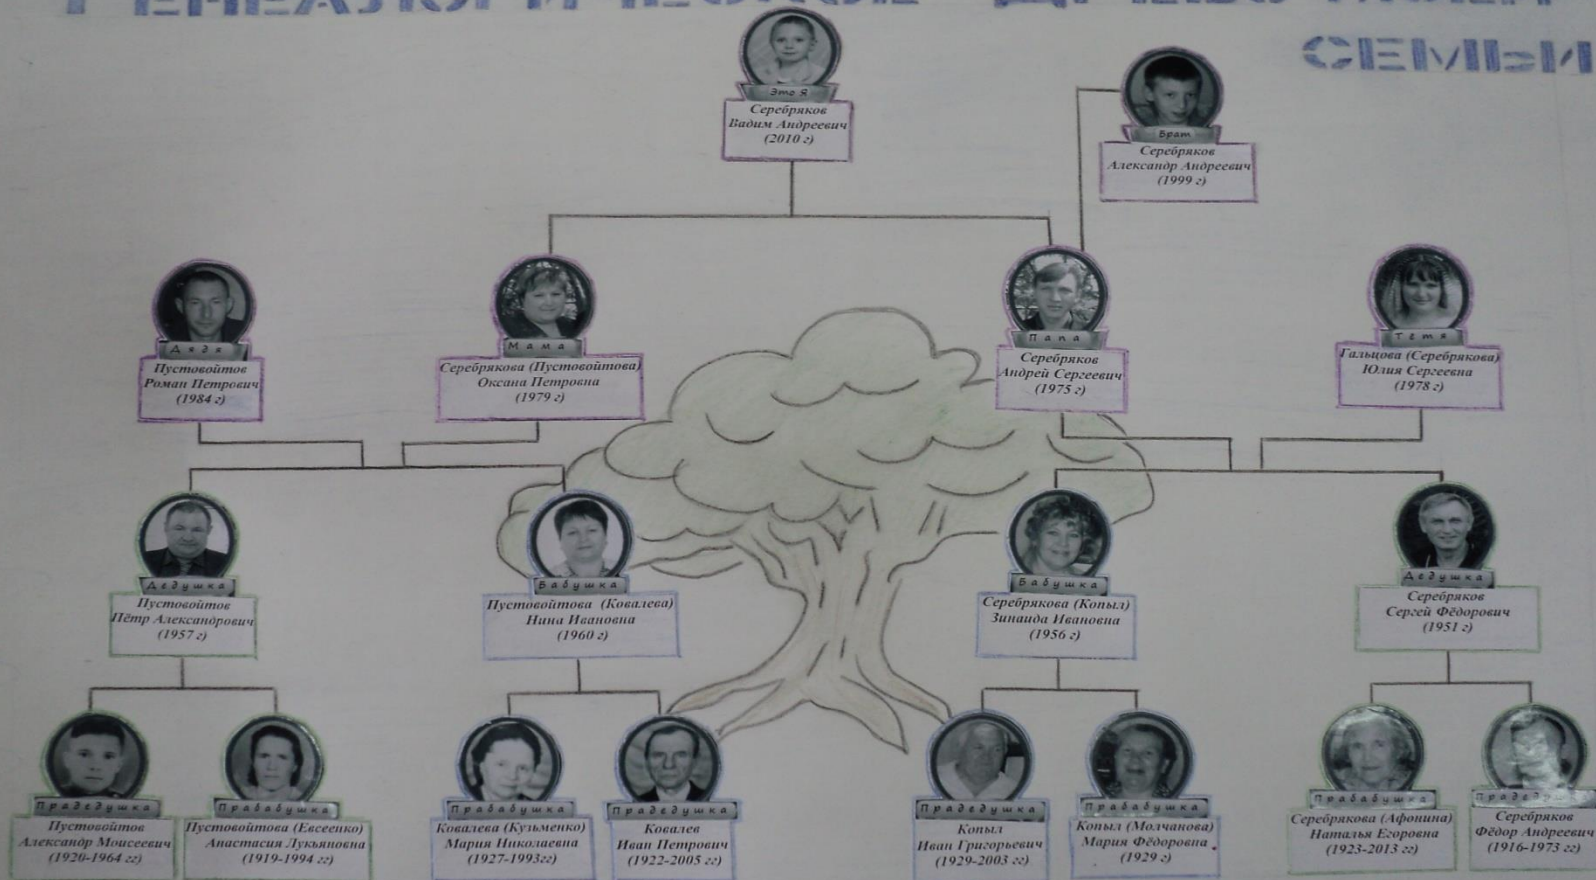 СЕМЬИ
Это Я
Серебряков
Вадим Андреевич
(2010 г)
Брат
Серебряков
Александр Андреевич
(1999 г)
Дядя
Пустовойтов
Роман Петрович
(1984 г)
Мама
Серебрякова (Пустовойтова)
Оксана Петровна
(1979 г)
Папа
Серебряков
Андрей Сергеевич
(1975 г)
Тётя
Гальцова (Серебрякова)
Юлия Сергеевна
(1978 г)
Дедушка
Пустовойтов
Пётр Александрович
(1957 г)
Бабушка
Пустовойтова (Ковалева)
Нина Ивановна
(1960 г)
Бабушка
Серебрякова (Копыл)
Зинаида Ивановна
(1956 г)
Дедушка
Серебряков
Сергей Фёдорович
(1951 г)
Прадедушка
Пустовойтов
Александр Моисеевич
(1920-1964 гг)
Прабабушка
Пустовойтова (Евсеенко)
Анастасия Лукьяновна
(1919-1994 гг)
Прабабушка
Ковалева (Кузьменко)
Мария Николаевна
(1927-1993гг)
Прадедушка
Ковалев
Иван Петрович
(1922-2005 гг)
Прадедушка
Копыл
Иван Григорьевич
(1929-2003 гг)
Прабабушка
Копыл (Молчанова)
Мария Фёдоровна
(1929 г)
Прабабушка
Серебрякова (Афонина)
Наталья Егоровна
(1923-2013 гг)
Прадедушка
Серебряков
Фёдор Андреевич
(1916-1973 гг)